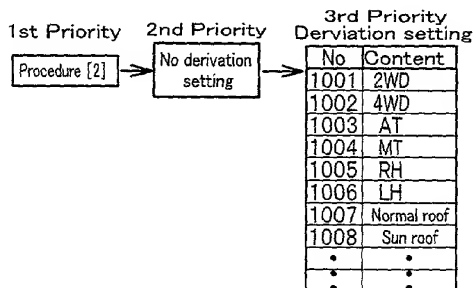 1st Priority
Procedure [2]
2nd Priority
No derivation
setting
3rd Priority
Derviation setting
No Content
1001 2WD
1002 4WD
1003 AT
1004 MT
1005 RH
1006 LH
1007 Normal roof
1008 Sun roof